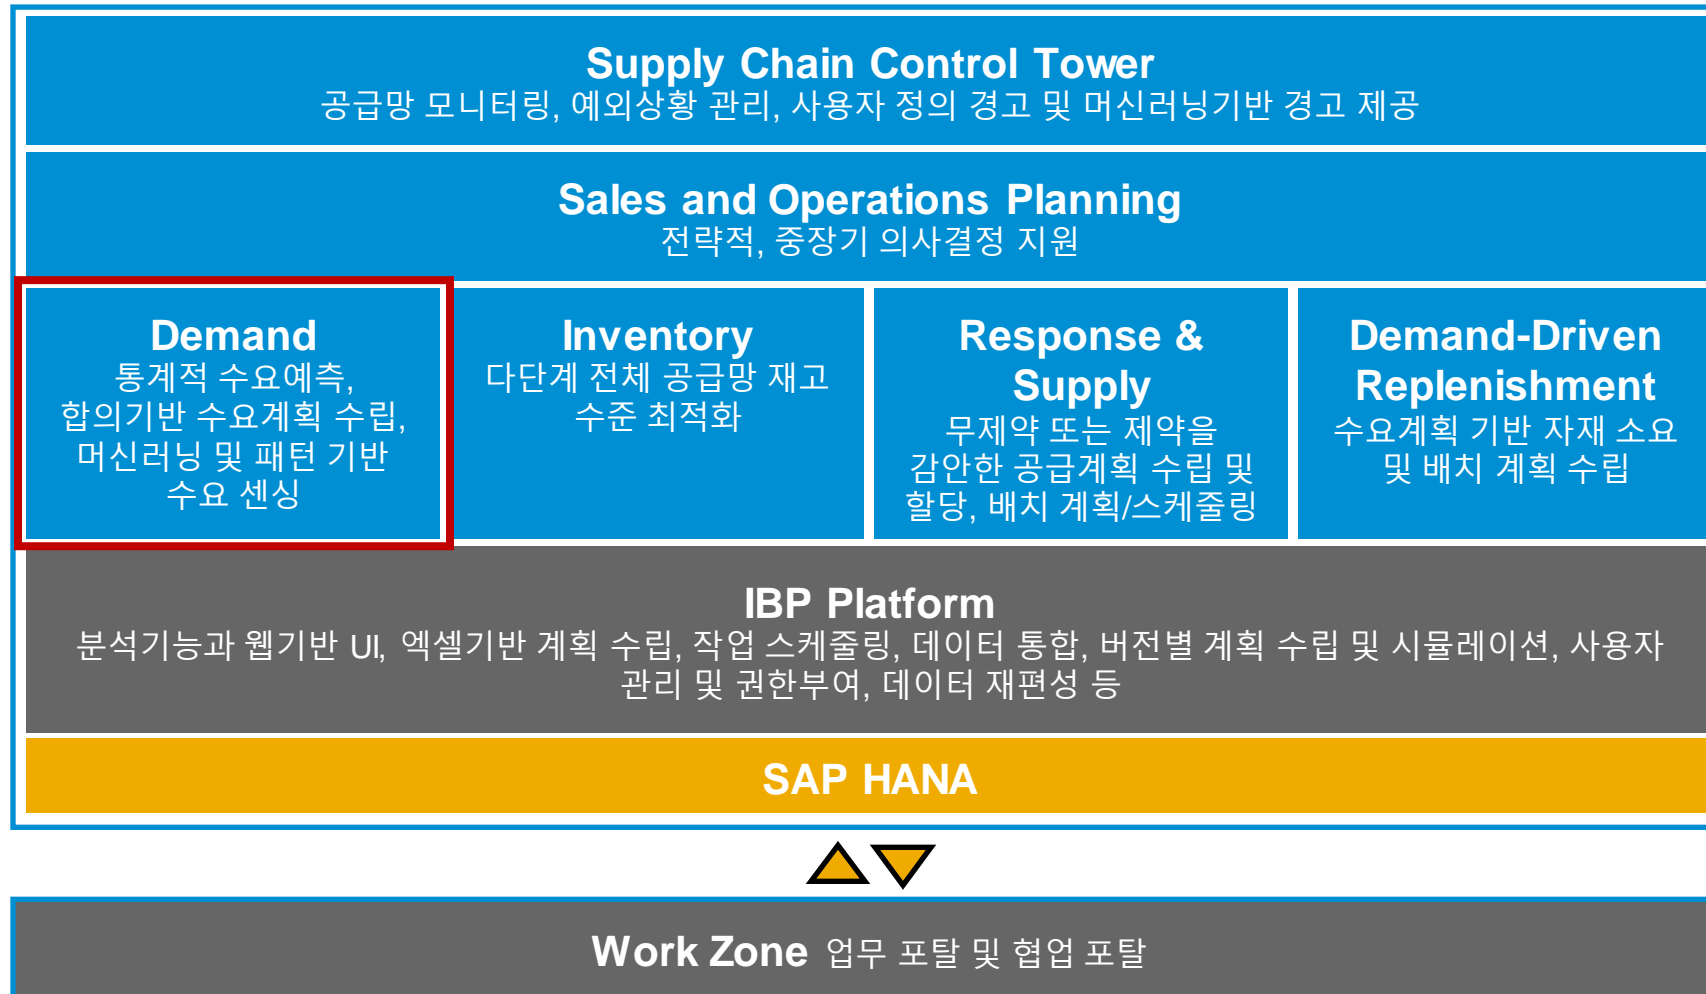 Supply Chain Control Tower
공급망 모니터링, 예외상황 관리, 사용자 정의 경고 및 머신러닝기반 경고 제공
Sales and Operations Planning
전략적, 중장기 의사결정 지원
Demand
통계적 수요예측,
합의기반 수요계획 수립,
머신러닝 및 패턴 기반
수요 센싱
Inventory
다단계 전체 공급망 재고
수준 최적화
Response &
Supply
무제약 또는 제약을
감안한 공급계획 수립 및
할당, 배치 계획/스케줄링
Demand-Driven
Replenishment
수요계획 기반 자재 소요
및 배치 계획 수립
IBP Platform
분석기능과 웹기반 UI, 엑셀기반 계획 수립, 작업 스케줄링, 데이터 통합, 버전별 계획 수립 및 시뮬레이션, 사용자
관리 및 권한부여, 데이터 재편성 등
SAP HANA
Work Zone 업무 포탈 및 협업 포탈